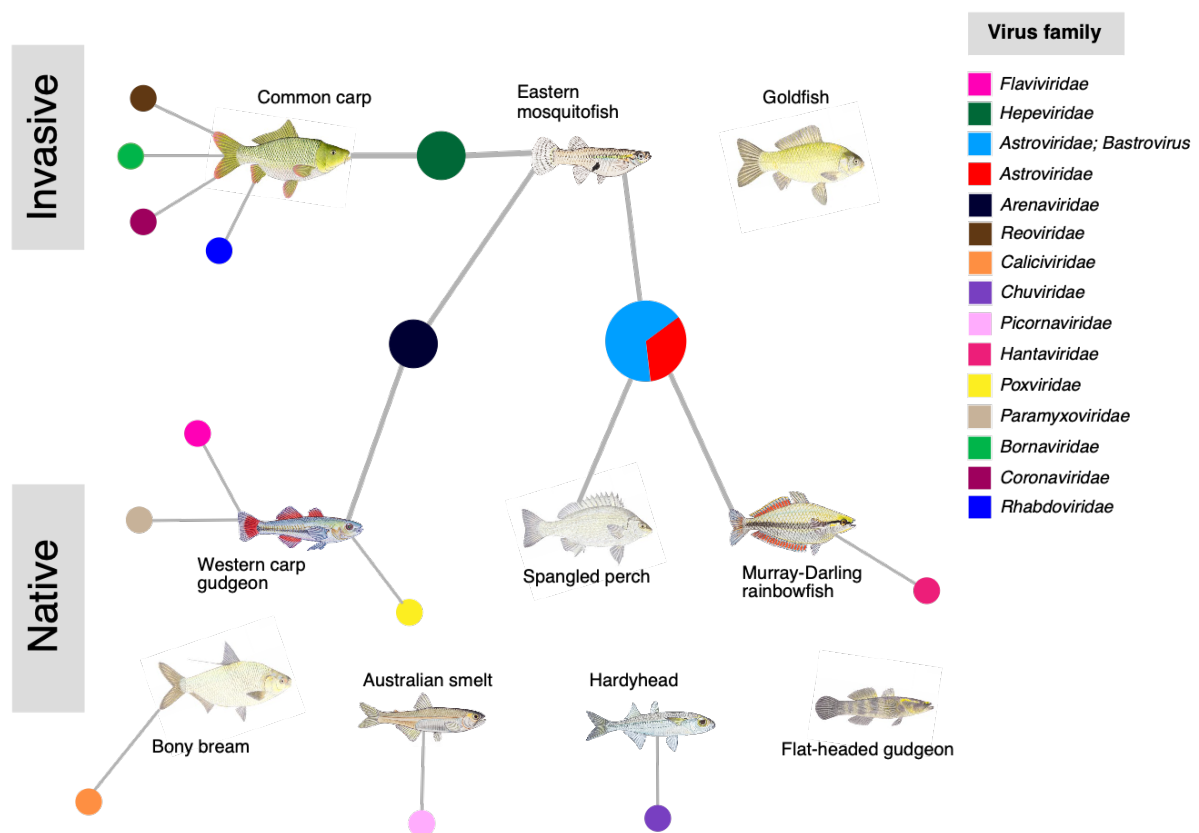 Virus family
Invasive
Common carp
Eastern
mosquitofish
Goldfish
Flaviviridae
Hepeviridae
Astroviridae; Bastrovirus
Astroviridae
Arenaviridae
Reoviridae
Caliciviridae
Chuviridae
Picornaviridae
Hantaviridae
Poxviridae
Paramyxoviridae
Bornaviridae
Coronaviridae
Rhabdoviridae
Native
Western carp
gudgeon
Spangled perch
Murray-Darling
rainbowfish
Bony bream
Australian smelt
Hardyhead
Flat-headed gudgeon